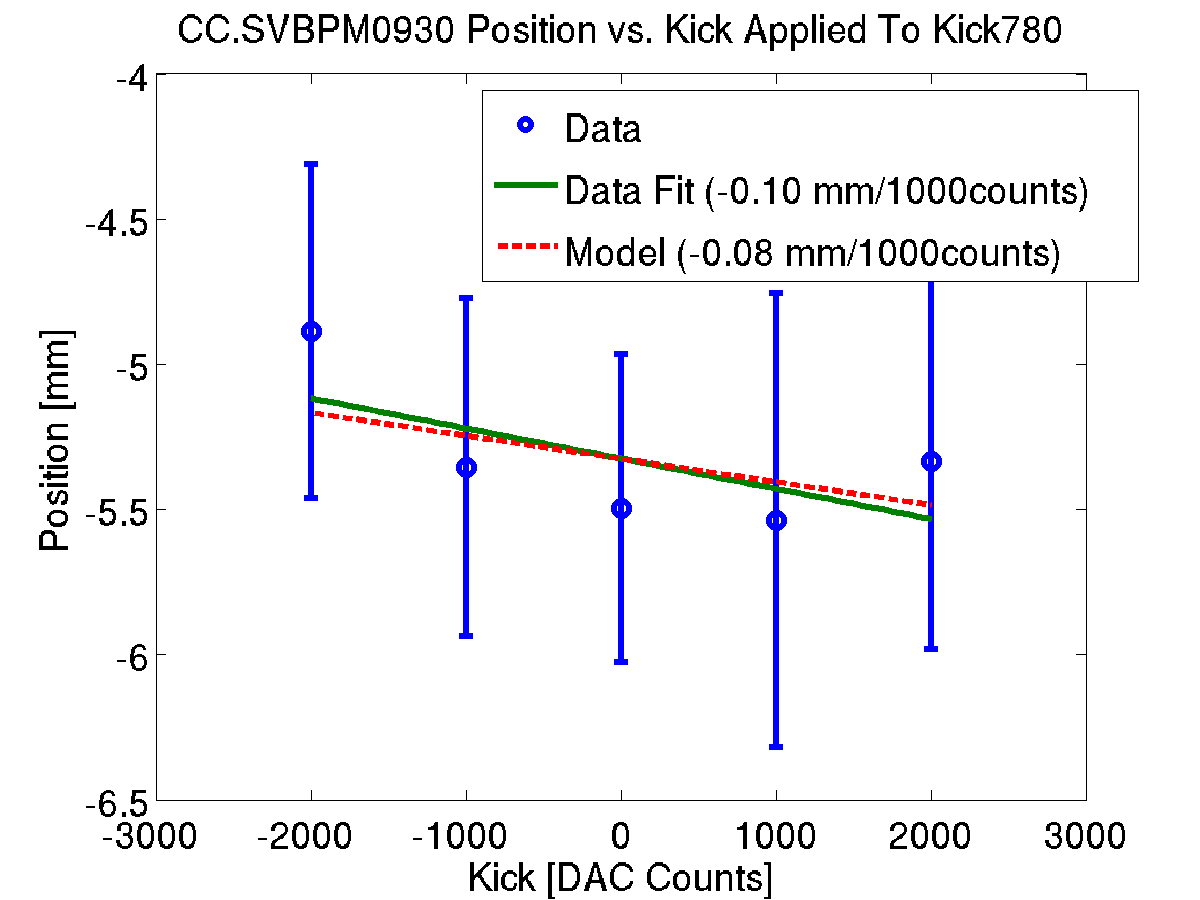 CC.SVBPM0930 Position vs. Kick Applied To Kick780
-4
-4.5
-5
-5.5
-6
-6.5
Position [mm]
Data
Data Fit (-0.10 mm/1000counts)
Model (-0.08 mm/1000counts)
-3000 -2000 -1000 0 1000 2000 3000
Kick [DAC Counts]